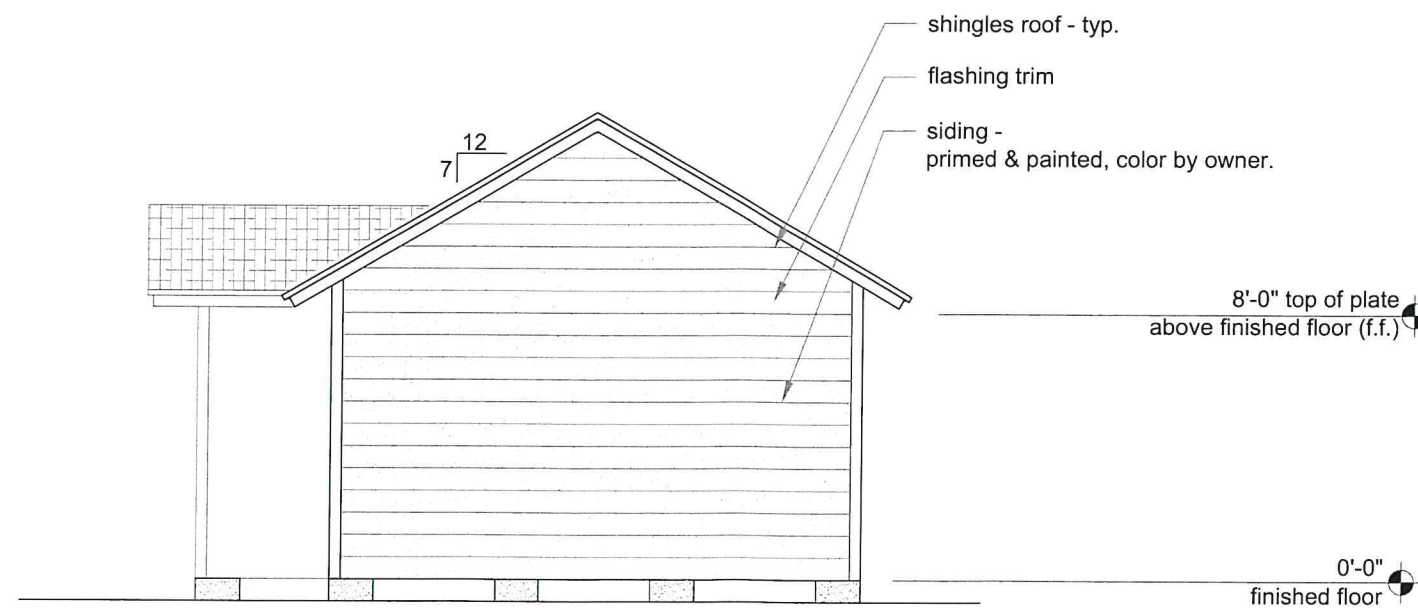 shingles roof - typ.
flashing trim
siding -
primed & painted, color by owner.
12
7
8'-0" top of plate
above finished floor (f.f.)
0'-0"
finished floor